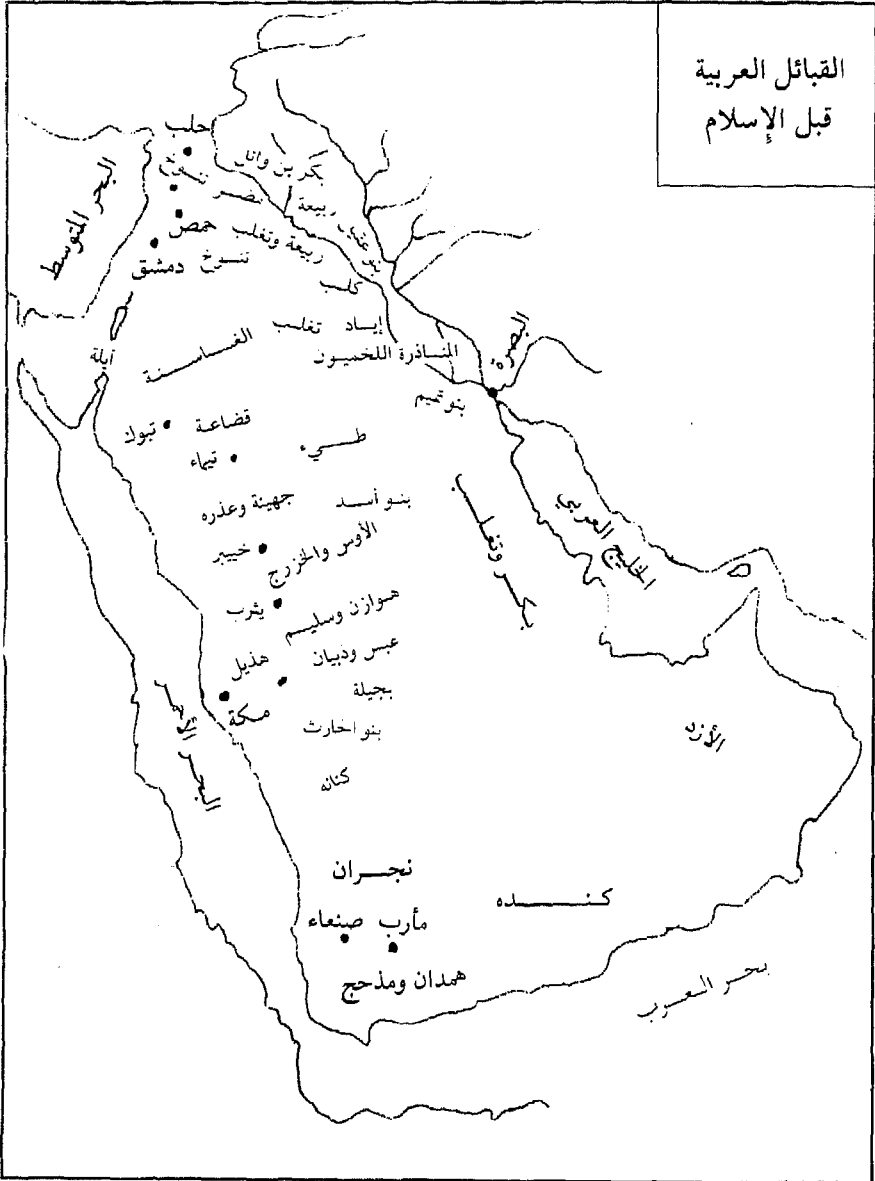 القبائل العربية
قبل الإسلام
حلب
بكر بن وائل
تنوخ
مضر
ربيعة
البحر المتوسط
حمص
ربيعة وتغلب
تنوخ
دمشق
كلب
إياد
تغلب
الغساسنة
المناذرة اللخميون
البصرة
أيلة
بنو تميم
قضاعة
تبوك
طيء
تيماء
بنو أسد
جهينة وعذره
بكر وتغلب
الخليج العربي
الأوس والخزرج
خيبر
يثرب
هوازن وسليم
عبس وذبيان
هذيل
بجيلة
مكة
بنو الحارث
البحر الأحمر
الأزد
كنانه
نجران
كنده
مأرب
صنعاء
همدان ومذحج
بحر العرب